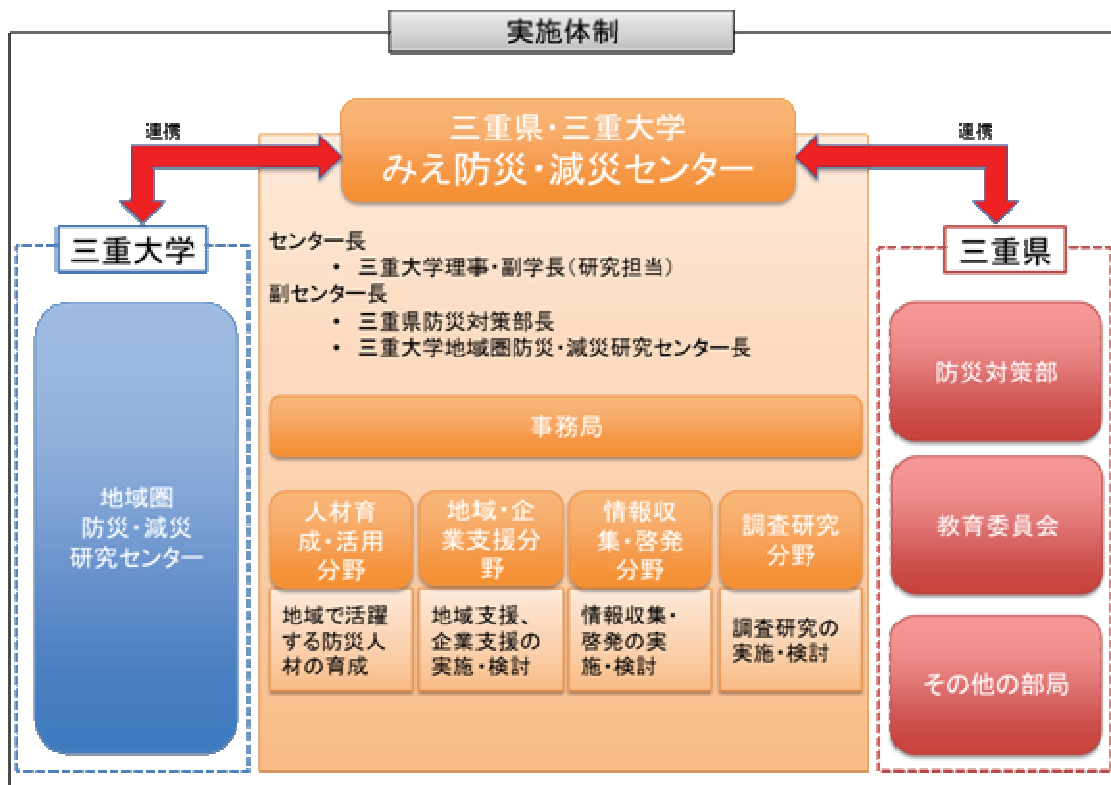 実施体制
連携
連携
三重県・三重大学
みえ防災・減災センター
三重大学
三重県
センター長
・ 三重大学理事・副学長(研究担当)
副センター長
・ 三重県防災対策部長
・ 三重大学地域圏防災・減災研究センター長
事務局
地域圏
防災・減災
研究センター
人材育
成・活用
分野
地域で活躍
する防災人
材の育成
地域・企
業支援分
野
地域支援、
企業支援の
実施・検討
情報収
集・啓発
分野
情報収集・
啓発の実
施・検討
調査研究
分野
調査研究の
実施・検討
防災対策部
教育委員会
その他の部局